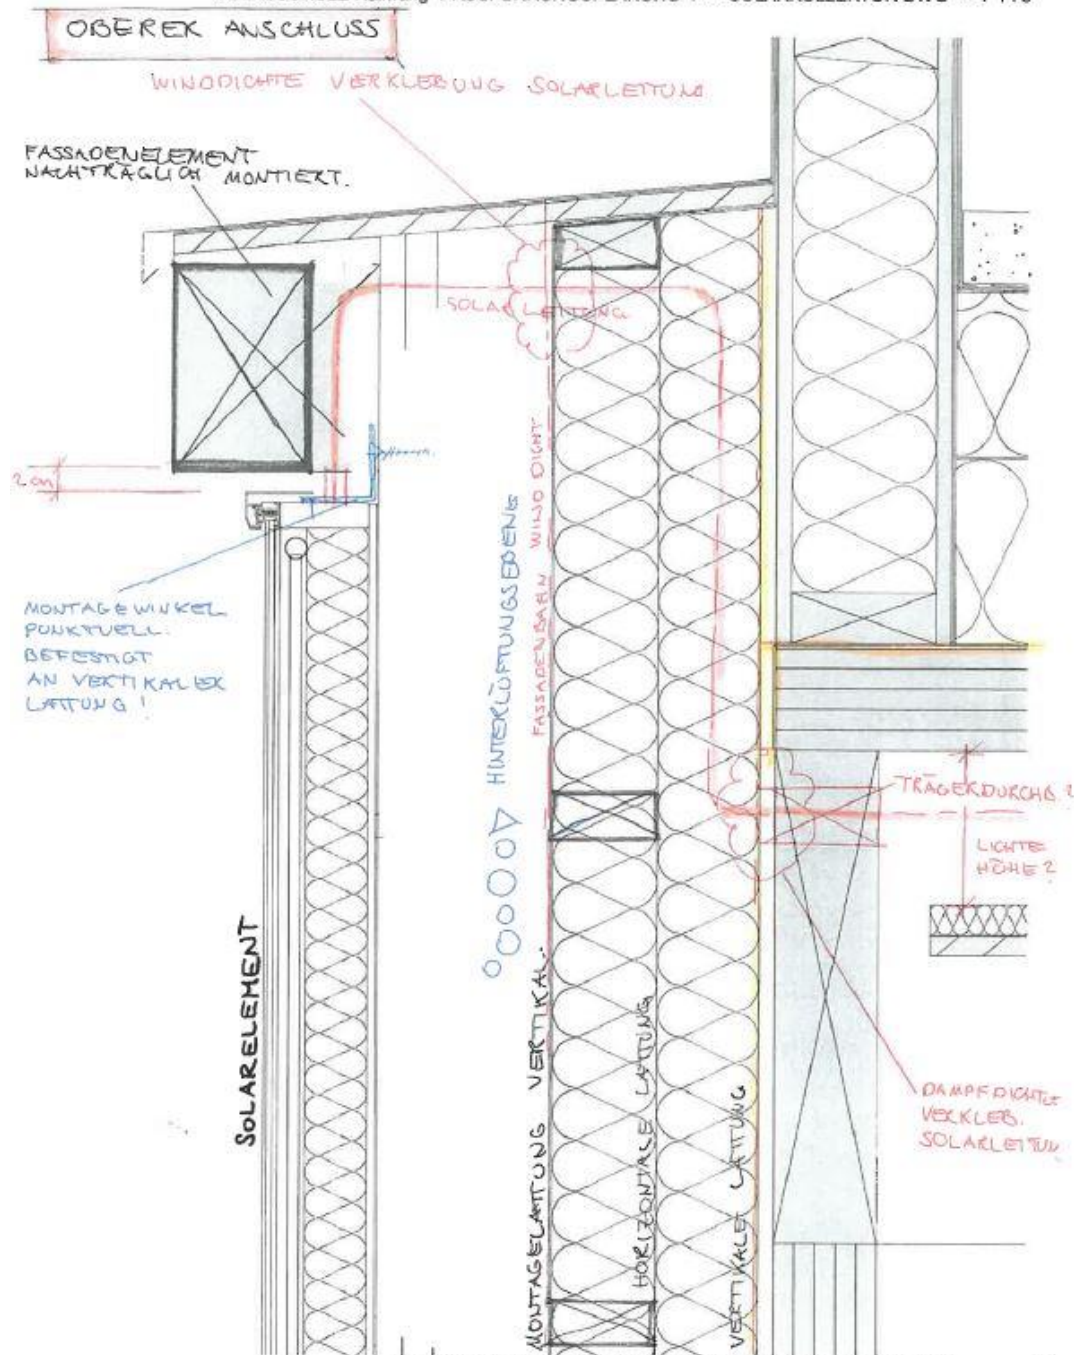 OBERER ANSCHLUSS
WINDDICHTE VERKLEBUNG SOLARLEITUNG
FASSADENELEMENT
NACHTRÄGLICH MONTIERT.
SOLARLEITUNG
2 cm
MONTAGEWINKEL
PUNKTUELL
BEFESTIGT
AN VERTIKALER
LATTUNG !
HINTERLÜFTUNGSEBENE
FASSADENBAHN WINDDICHT
TRÄGERDURCHB.?
LICHTE
HÖHE?
SOLARELEMENT
MONTAGELATTUNG VERTIKAL.
HORIZONTALE LATTUNG
VERTIKALE LATTUNG
DAMPFDICHTE
VERKLEB.
SOLARLEITUN